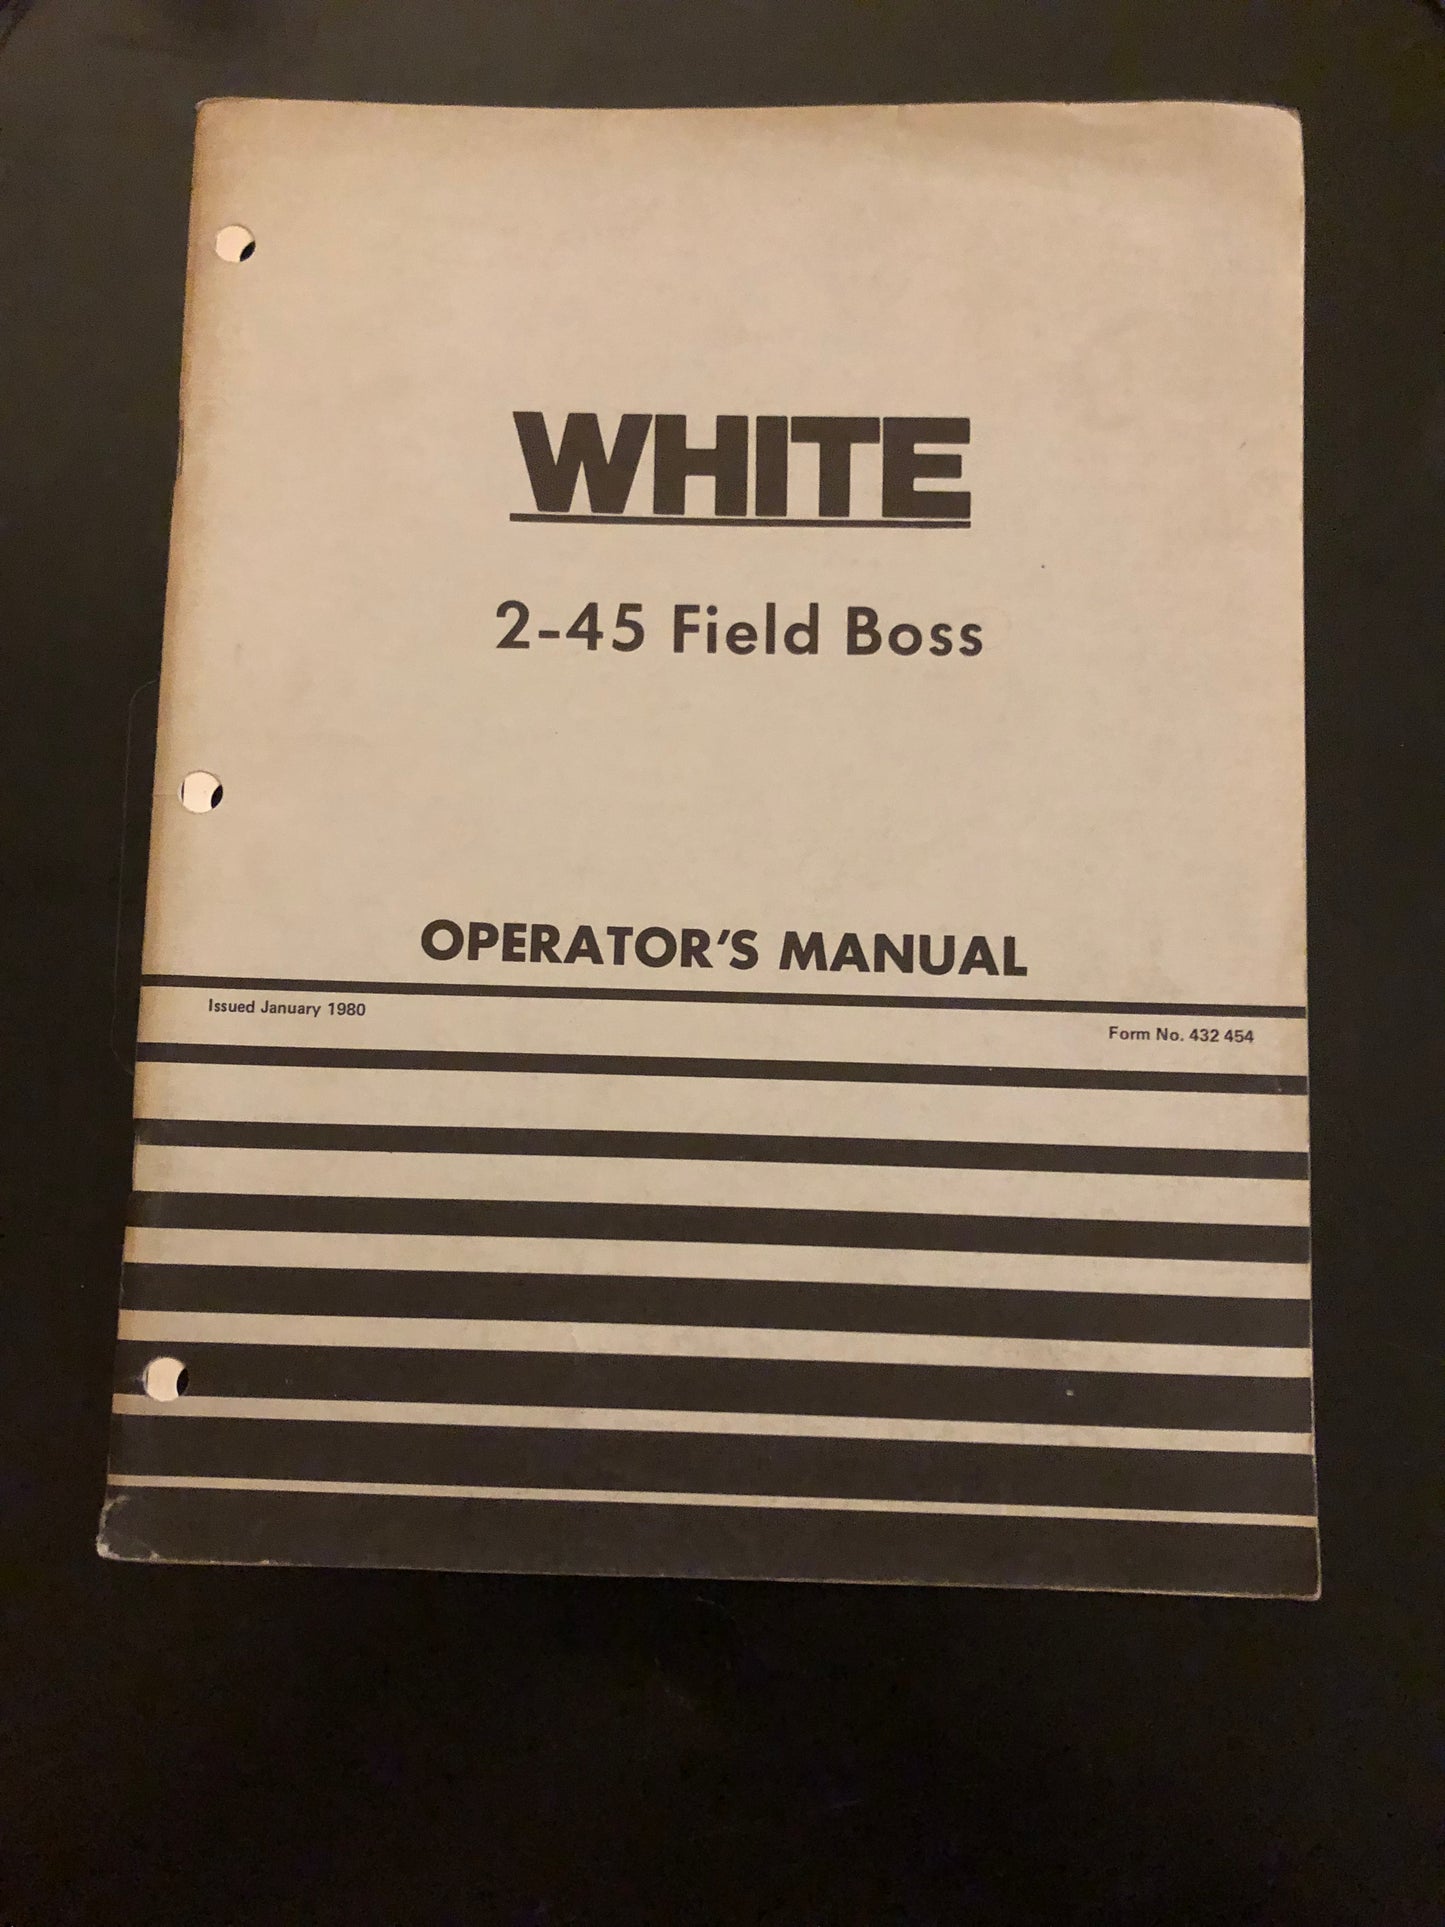 WHITE
2-45 Field Boss
OPERATOR'S MANUAL
Issued January 1980
Form No. 432 454